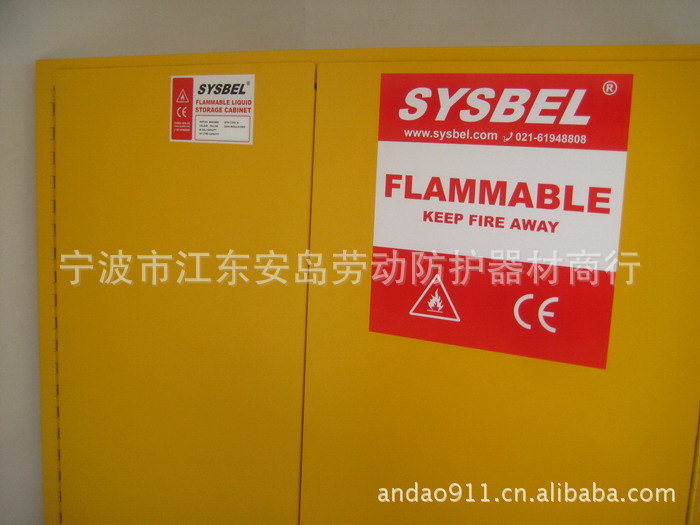 SYSBEL®
FLAMMABLE LIQUID
STORAGE CABINET
CE
SYSBEL®
www.sysbel.com 021-61948808
FLAMMABLE
KEEP FIRE AWAY
CE
宁波市江东安岛劳动防护器材商行
andao911.cn.alibaba.com